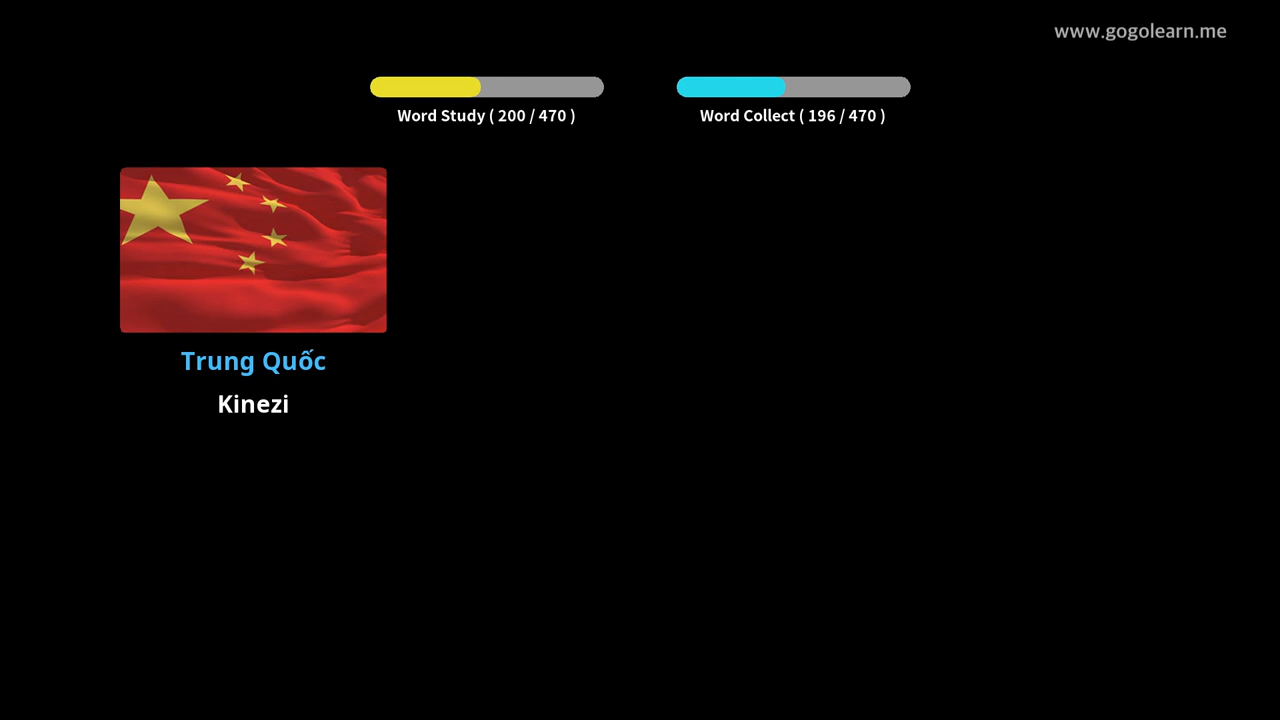 www.gogolearn.me
Word Study ( 200 / 470 )
Word Collect ( 196 / 470 )
Trung Quốc
Kinezi